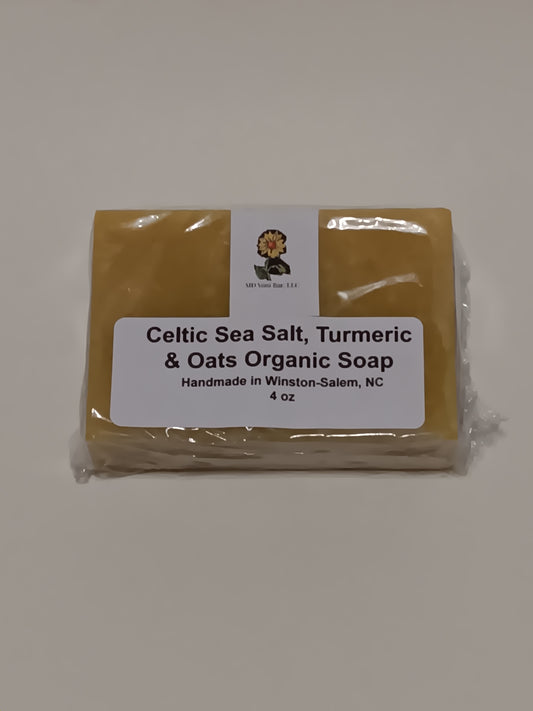 Celtic Sea Salt, Turmeric
& Oats Organic Soap
Handmade in Winston-Salem, NC
4 oz